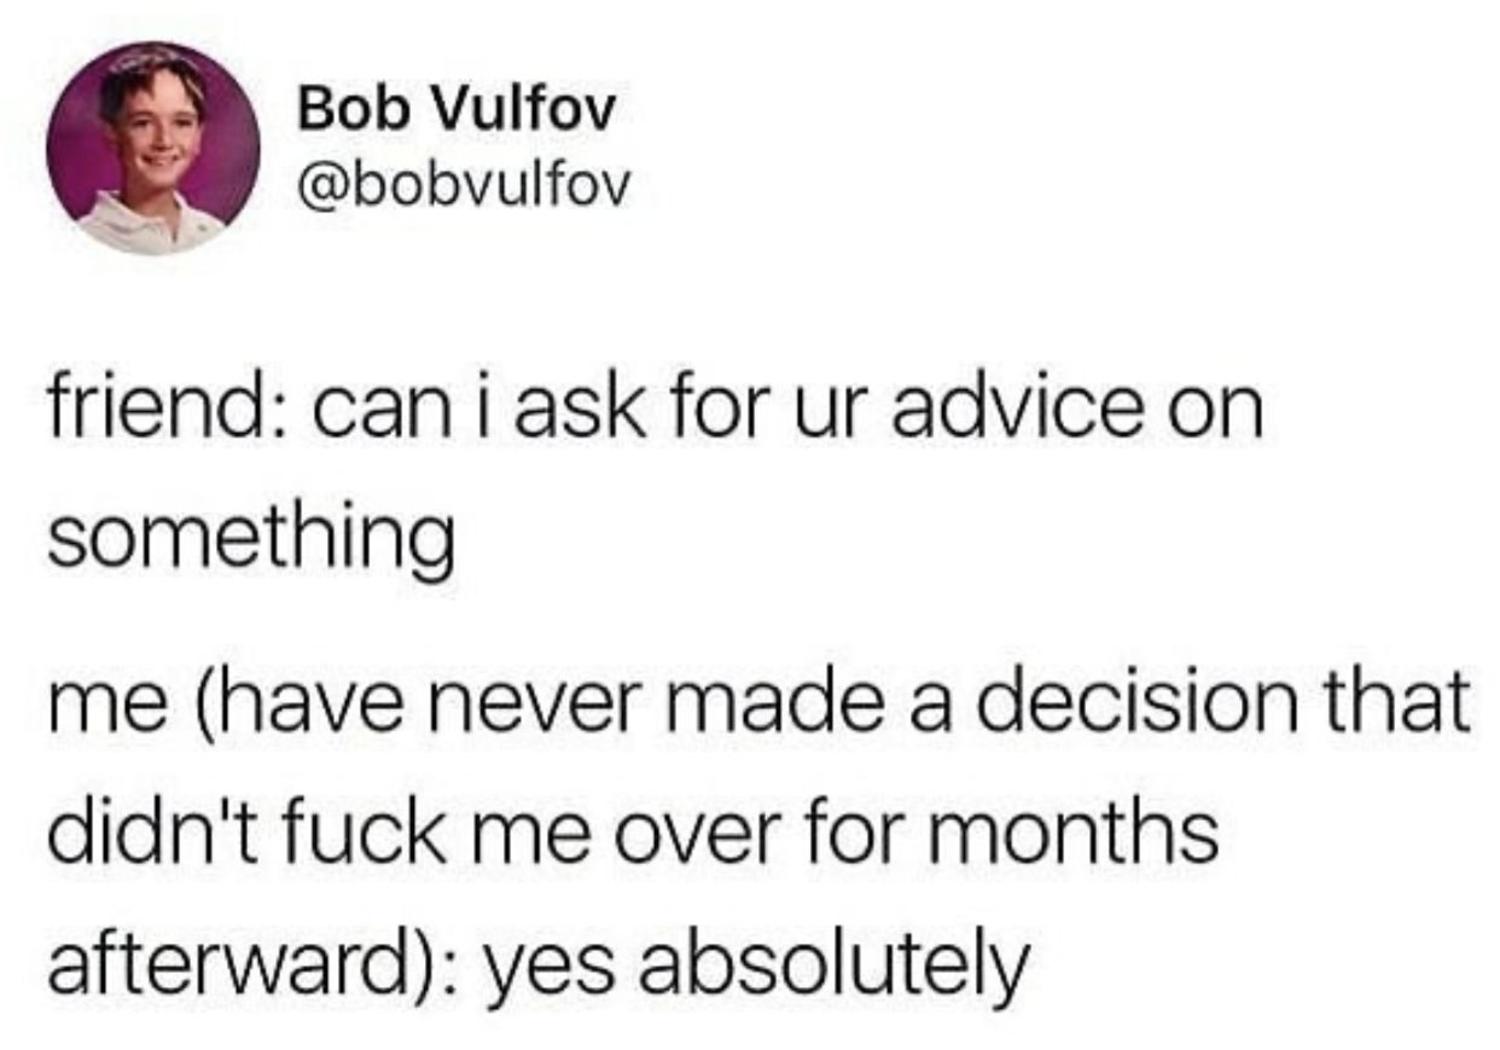 Bob Vulfov
@bobvulfov
friend: can i ask for ur advice on
something
me (have never made a decision that
didn't fuck me over for months
afterward): yes absolutely